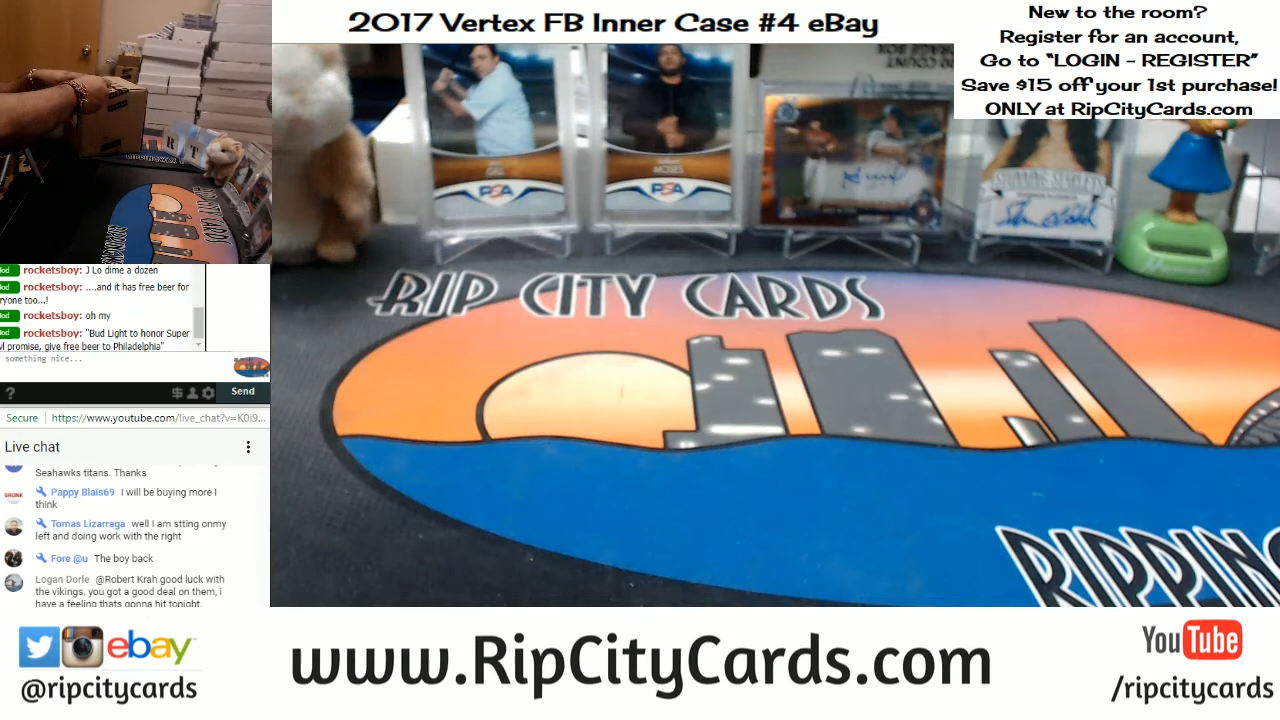 2017 Vertex FB Inner Case #4 eBay
New to the room?
Register for an account,
Go to “LOGIN - REGISTER”
Save $15 off your 1st purchase!
ONLY at RipCityCards.com
PSA
PSA
RIP CITY CARDS
RIPPIN
rocketsboy: J Lo dime a dozen
rocketsboy: ....and it has free beer for
ryone too...!
rocketsboy: oh my
rocketsboy: "Bud Light to honor Super
promise, give free beer to Philadelphia"
something nice...
?
Send
Secure https://www.youtube.com/live_chat?v=K0i9...
Live chat
Seahawks titans. Thanks
Pappy Blais69 I will be buying more I
think
Tomas Lizarraga well I am stting onmy
left and doing work with the right
Fore @u The boy back
Logan Dorle @Robert Krah good luck with
the vikings. you got a good deal on them, i
have a feeling thats gonna hit tonight.
ebay
@ripcitycards
www.RipCityCards.com
YouTube
/ripcitycards